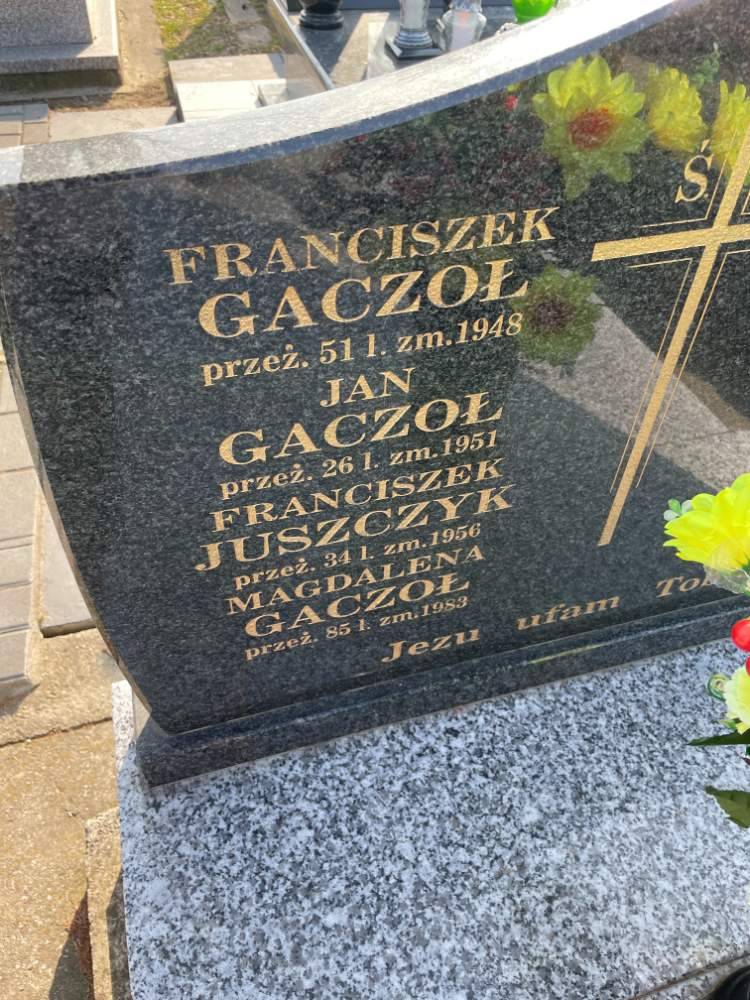 FRANCISZEK
GACZOŁ
przeż. 51 l. zm.1948
JAN
GACZOŁ
przeż. 26 l. zm.1951
FRANCISZEK
JUSZCZYK
przeż. 34 l. zm.1956
MAGDALENA
GACZOŁ
przeż. 85 l. zm.1983
Ś.
Jezu ufam